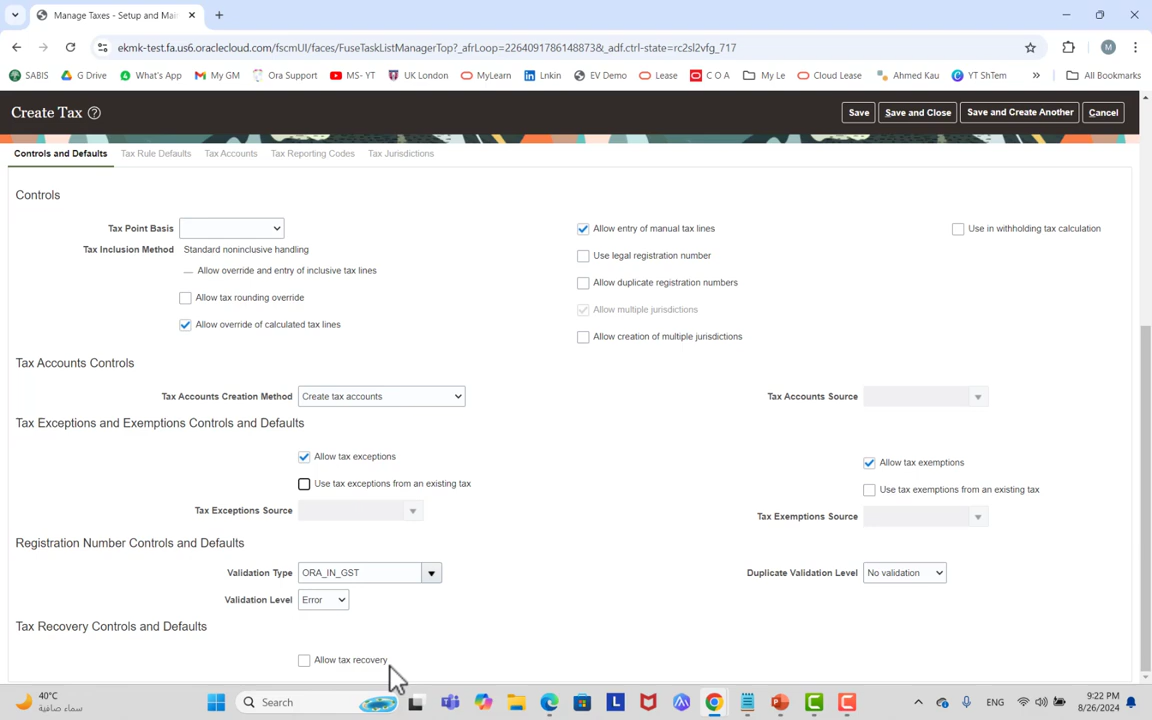 Manage Taxes - Setup and Main
ekmk-test.fa.us6.oraclecloud.com/fscmUI/faces/FuseTaskListManagerTop?_afrLoop=2264091786148873&_adf.ctrl-state=rc2sl2vfg_717
M
SABIS G Drive What's App My GM Ora Support MS- YT UK London MyLearn Lnkin EV Demo Lease C O A My Le Cloud Lease Ahmed Kau YT ShTem » All Bookmarks
Create Tax ? Save Save and Close Save and Create Another Cancel
Controls and Defaults Tax Rule Defaults Tax Accounts Tax Reporting Codes Tax Jurisdictions
Controls
Tax Point Basis Allow entry of manual tax lines Use in withholding tax calculation
Tax Inclusion Method Standard noninclusive handling Use legal registration number
Allow override and entry of inclusive tax lines
Allow duplicate registration numbers
Allow tax rounding override
Allow multiple jurisdictions
Allow override of calculated tax lines
Allow creation of multiple jurisdictions
Tax Accounts Controls
Tax Accounts Creation Method Create tax accounts Tax Accounts Source
Tax Exceptions and Exemptions Controls and Defaults
Allow tax exceptions Allow tax exemptions
Use tax exceptions from an existing tax Use tax exemptions from an existing tax
Tax Exceptions Source Tax Exemptions Source
Registration Number Controls and Defaults
Validation Type ORA_IN_GST Duplicate Validation Level No validation
Validation Level Error
Tax Recovery Controls and Defaults
Allow tax recovery
40°C
سماء صافية
Search
ENG
9:22 PM
8/26/2024